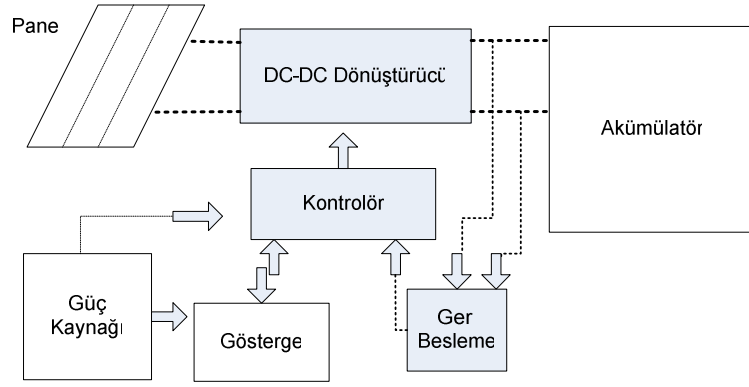 Pane
DC-DC Dönüştürücü
Akümülatör
Kontrolör
Güç
Kaynağı
Gösterge
Ger
Besleme